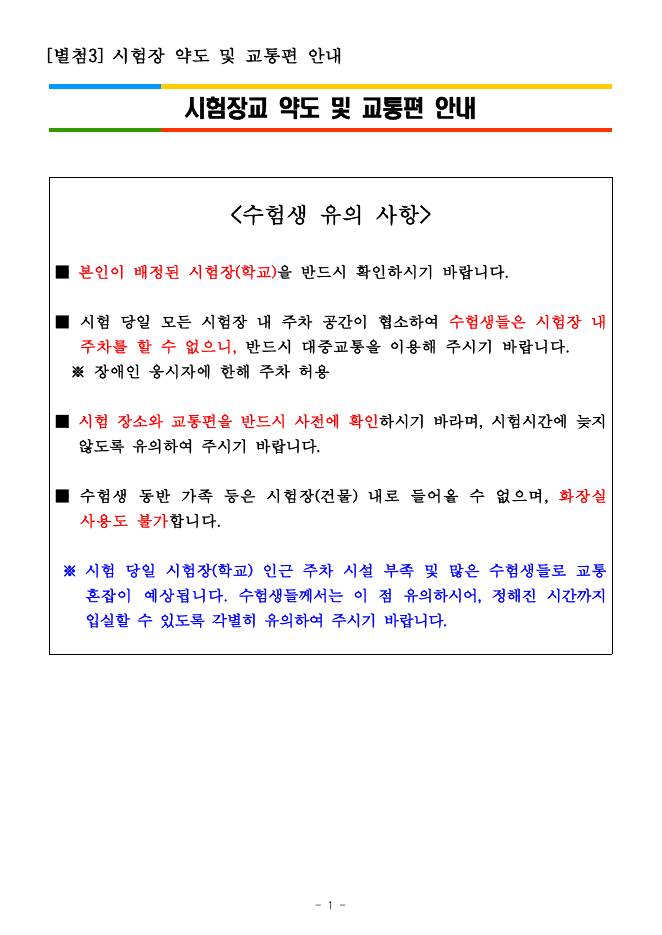 [별첨3] 시험장 약도 및 교통편 안내
시험장교 약도 및 교통편 안내
<수험생 유의 사항>
■ 본인이 배정된 시험장(학교)을 반드시 확인하시기 바랍니다.
■ 시험 당일 모든 시험장 내 주차 공간이 협소하여 수험생들은 시험장 내
주차를 할 수 없으니, 반드시 대중교통을 이용해 주시기 바랍니다.
※ 장애인 응시자에 한해 주차 허용
■ 시험 장소와 교통편을 반드시 사전에 확인하시기 바라며, 시험시간에 늦지
않도록 유의하여 주시기 바랍니다.
■ 수험생 동반 가족 등은 시험장(건물) 내로 들어올 수 없으며, 화장실
사용도 불가합니다.
※ 시험 당일 시험장(학교) 인근 주차 시설 부족 및 많은 수험생들로 교통
혼잡이 예상됩니다. 수험생들께서는 이 점 유의하시어, 정해진 시간까지
입실할 수 있도록 각별히 유의하여 주시기 바랍니다.
- 1 -